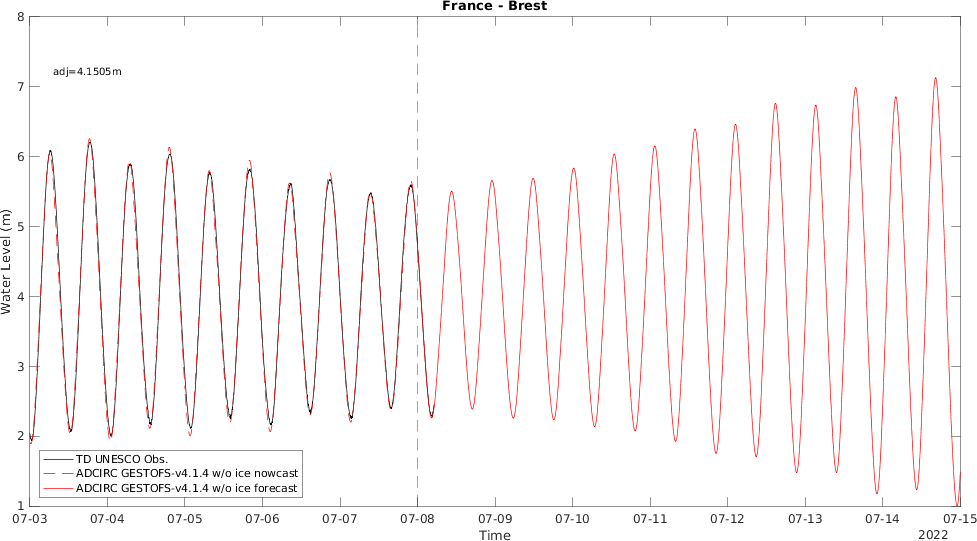 France - Brest
adj=4.1505m
8
7
6
5
4
3
2
1
Water Level (m)
TD UNESCO Obs.
ADCIRC GESTOFS-v4.1.4 w/o ice nowcast
ADCIRC GESTOFS-v4.1.4 w/o ice forecast
07-03 07-04 07-05 07-06 07-07 07-08 07-09 07-10 07-11 07-12 07-13 07-14 07-15
Time
2022